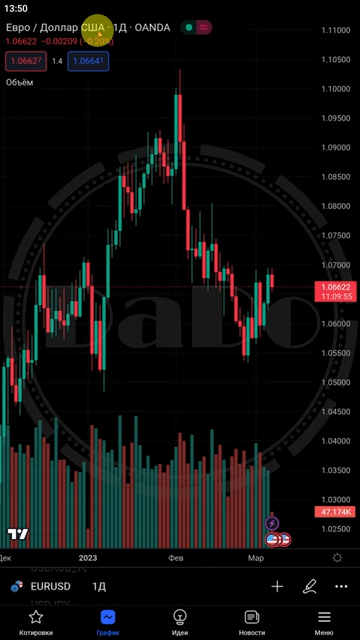 13:50
Евро / Доллар США · 1Д · OANDA
1.06622 −0.00209 (−0.20%)
1.06627 1.4 1.06641
Объём
1.11000
1.10500
1.10000
1.09500
1.09000
1.08500
1.08000
1.07500
1.07000
1.06622
11:09:55
1.06000
1.05500
1.05000
1.04500
1.04000
1.03500
1.03000
47.174K
1.02500
1.02000
DaDo
Дек 2023 Фев Мар
EURUSD 1Д
Котировки График Идеи Новости Меню